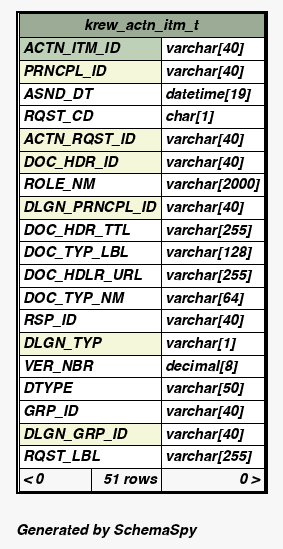 krew_actn_itm_t
ACTN_ITM_ID varchar[40]
PRNCPL_ID varchar[40]
ASND_DT datetime[19]
RQST_CD char[1]
ACTN_RQST_ID varchar[40]
DOC_HDR_ID varchar[40]
ROLE_NM varchar[2000]
DLGN_PRNCPL_ID varchar[40]
DOC_HDR_TTL varchar[255]
DOC_TYP_LBL varchar[128]
DOC_HDLR_URL varchar[255]
DOC_TYP_NM varchar[64]
RSP_ID varchar[40]
DLGN_TYP varchar[1]
VER_NBR decimal[8]
DTYPE varchar[50]
GRP_ID varchar[40]
DLGN_GRP_ID varchar[40]
RQST_LBL varchar[255]
< 0 51 rows 0 >
Generated by SchemaSpy